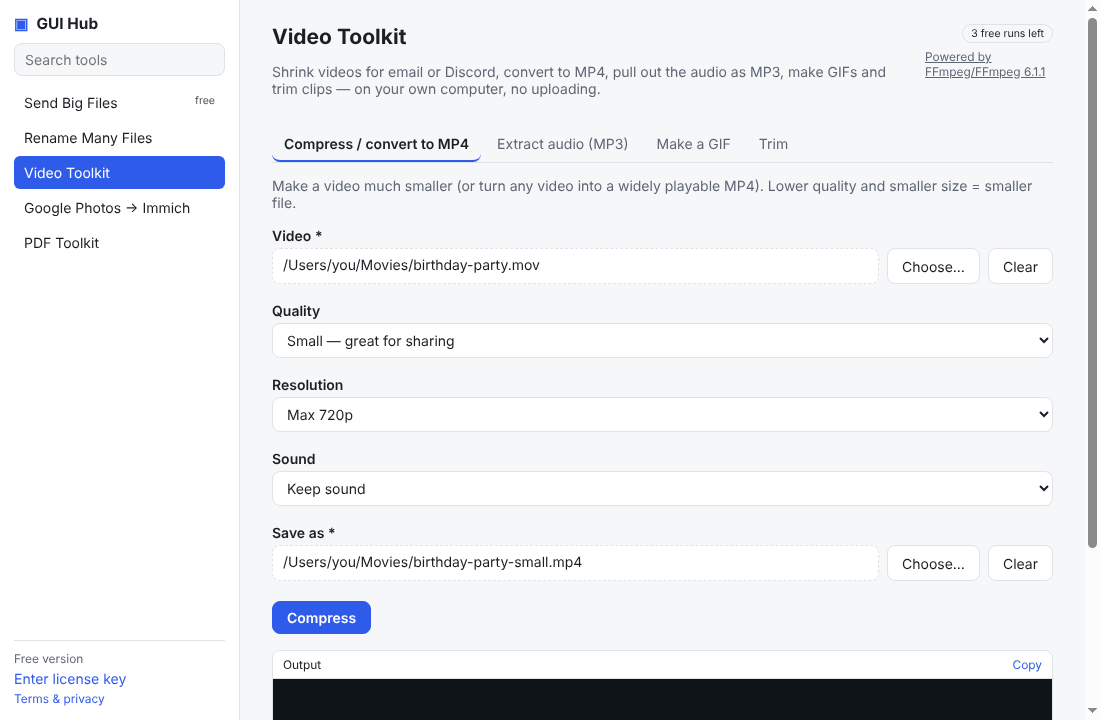 GUI Hub
Search tools
Send Big Files
free
Rename Many Files
Video Toolkit
Google Photos → Immich
PDF Toolkit
Free version
Enter license key
Terms & privacy
Video Toolkit
3 free runs left
Powered by
FFmpeg/FFmpeg 6.1.1
Shrink videos for email or Discord, convert to MP4, pull out the audio as MP3, make GIFs and
trim clips — on your own computer, no uploading.
Compress / convert to MP4
Extract audio (MP3)
Make a GIF
Trim
Make a video much smaller (or turn any video into a widely playable MP4). Lower quality and smaller size = smaller
file.
Video *
/Users/you/Movies/birthday-party.mov
Choose...
Clear
Quality
Small — great for sharing
Resolution
Max 720p
Sound
Keep sound
Save as *
/Users/you/Movies/birthday-party-small.mp4
Choose...
Clear
Compress
Output
Copy